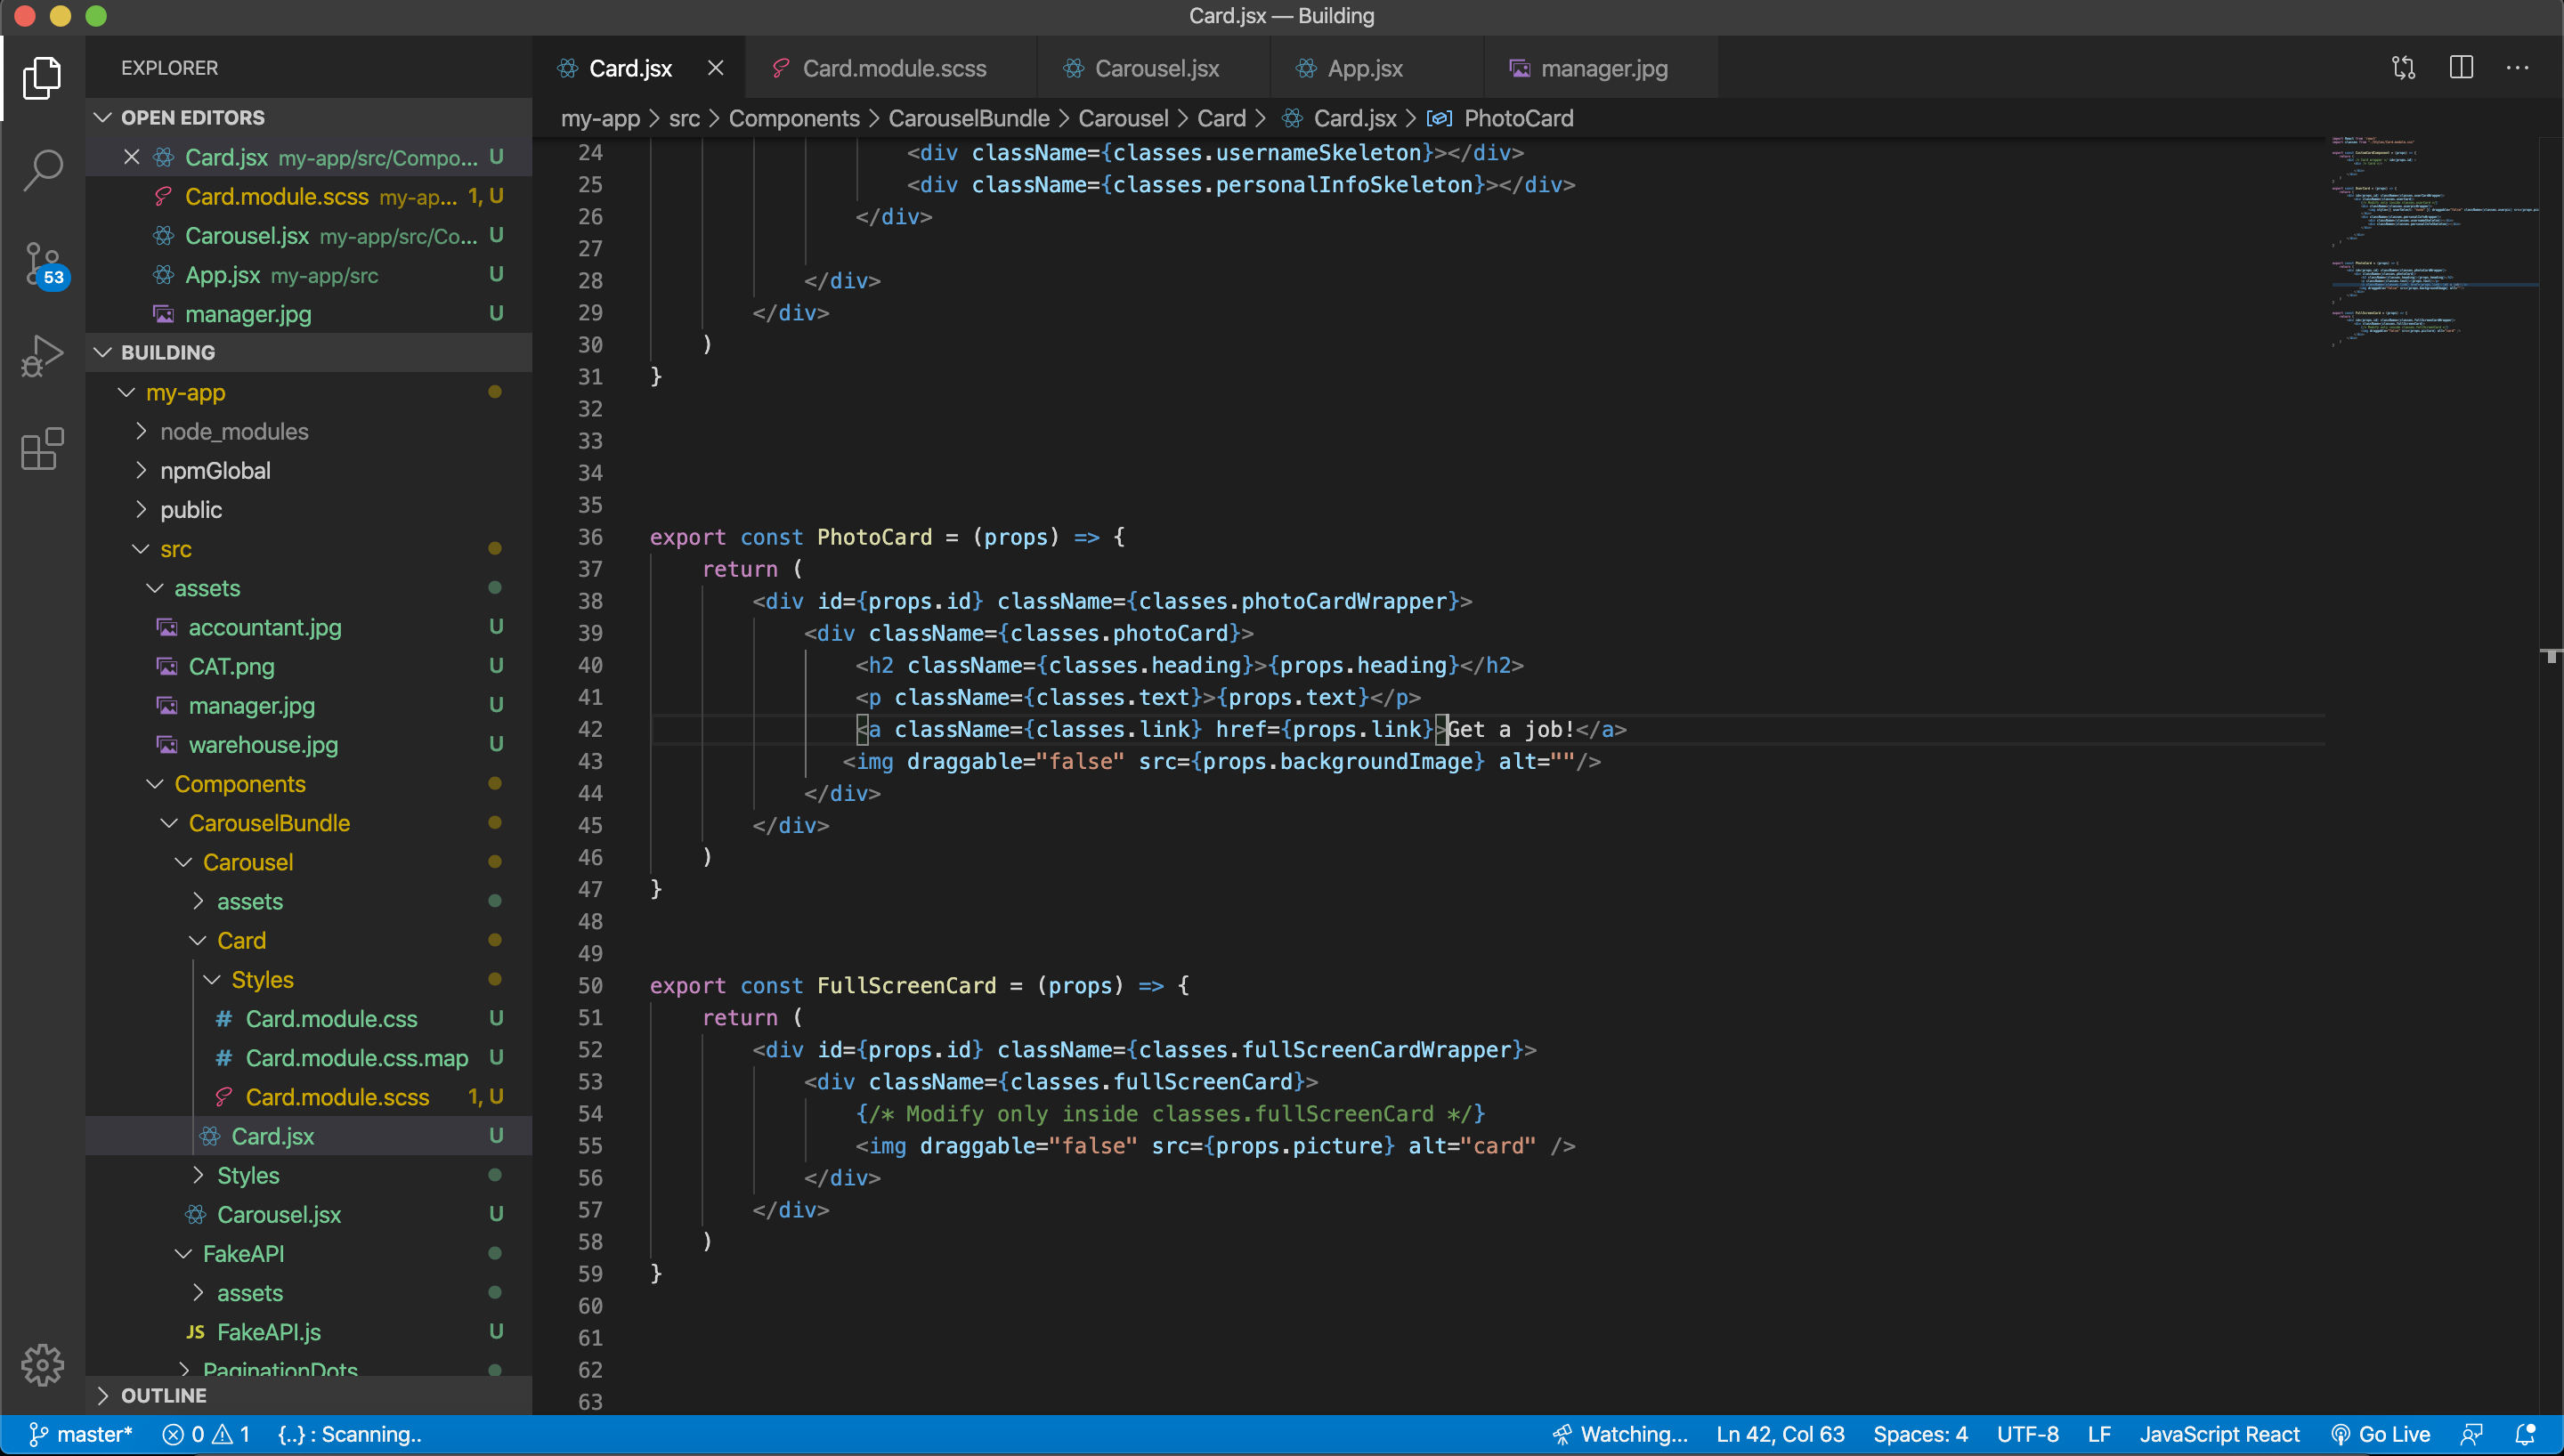 Card.jsx — Building
EXPLORER
OPEN EDITORS
Card.jsx my-app/src/Compo... U
Card.module.scss my-ap... 1, U
Carousel.jsx my-app/src/Co... U
App.jsx my-app/src U
manager.jpg U
BUILDING
my-app
node_modules
npmGlobal
public
src
assets
accountant.jpg U
CAT.png U
manager.jpg U
warehouse.jpg U
Components
CarouselBundle
Carousel
assets
Card
Styles
# Card.module.css U
# Card.module.css.map U
Card.module.scss 1, U
Card.jsx U
Styles
Carousel.jsx U
FakeAPI
assets
JS FakeAPI.js U
PaginationDots
OUTLINE
53
Card.jsx Card.module.scss Carousel.jsx App.jsx manager.jpg
my-app > src > Components > CarouselBundle > Carousel > Card > Card.jsx > PhotoCard
24 <div className={classes.usernameSkeleton}></div>
25 <div className={classes.personalInfoSkeleton}></div>
26 </div>
27
28 </div>
29 </div>
30 )
31 }
32
33
34
35
36 export const PhotoCard = (props) => {
37 return (
38 <div id={props.id} className={classes.photoCardWrapper}>
39 <div className={classes.photoCard}>
40 <h2 className={classes.heading}>{props.heading}</h2>
41 <p className={classes.text}>{props.text}</p>
42 <a className={classes.link} href={props.link}>Get a job!</a>
43 <img draggable="false" src={props.backgroundImage} alt=""/>
44 </div>
45 </div>
46 )
47 }
48
49
50 export const FullScreenCard = (props) => {
51 return (
52 <div id={props.id} className={classes.fullScreenCardWrapper}>
53 <div className={classes.fullScreenCard}>
54 {/* Modify only inside classes.fullScreenCard */}
55 <img draggable="false" src={props.picture} alt="card" />
56 </div>
57 </div>
58 )
59 }
60
61
62
63
master* 0 1 {..} : Scanning.. Watching... Ln 42, Col 63 Spaces: 4 UTF-8 LF JavaScript React Go Live